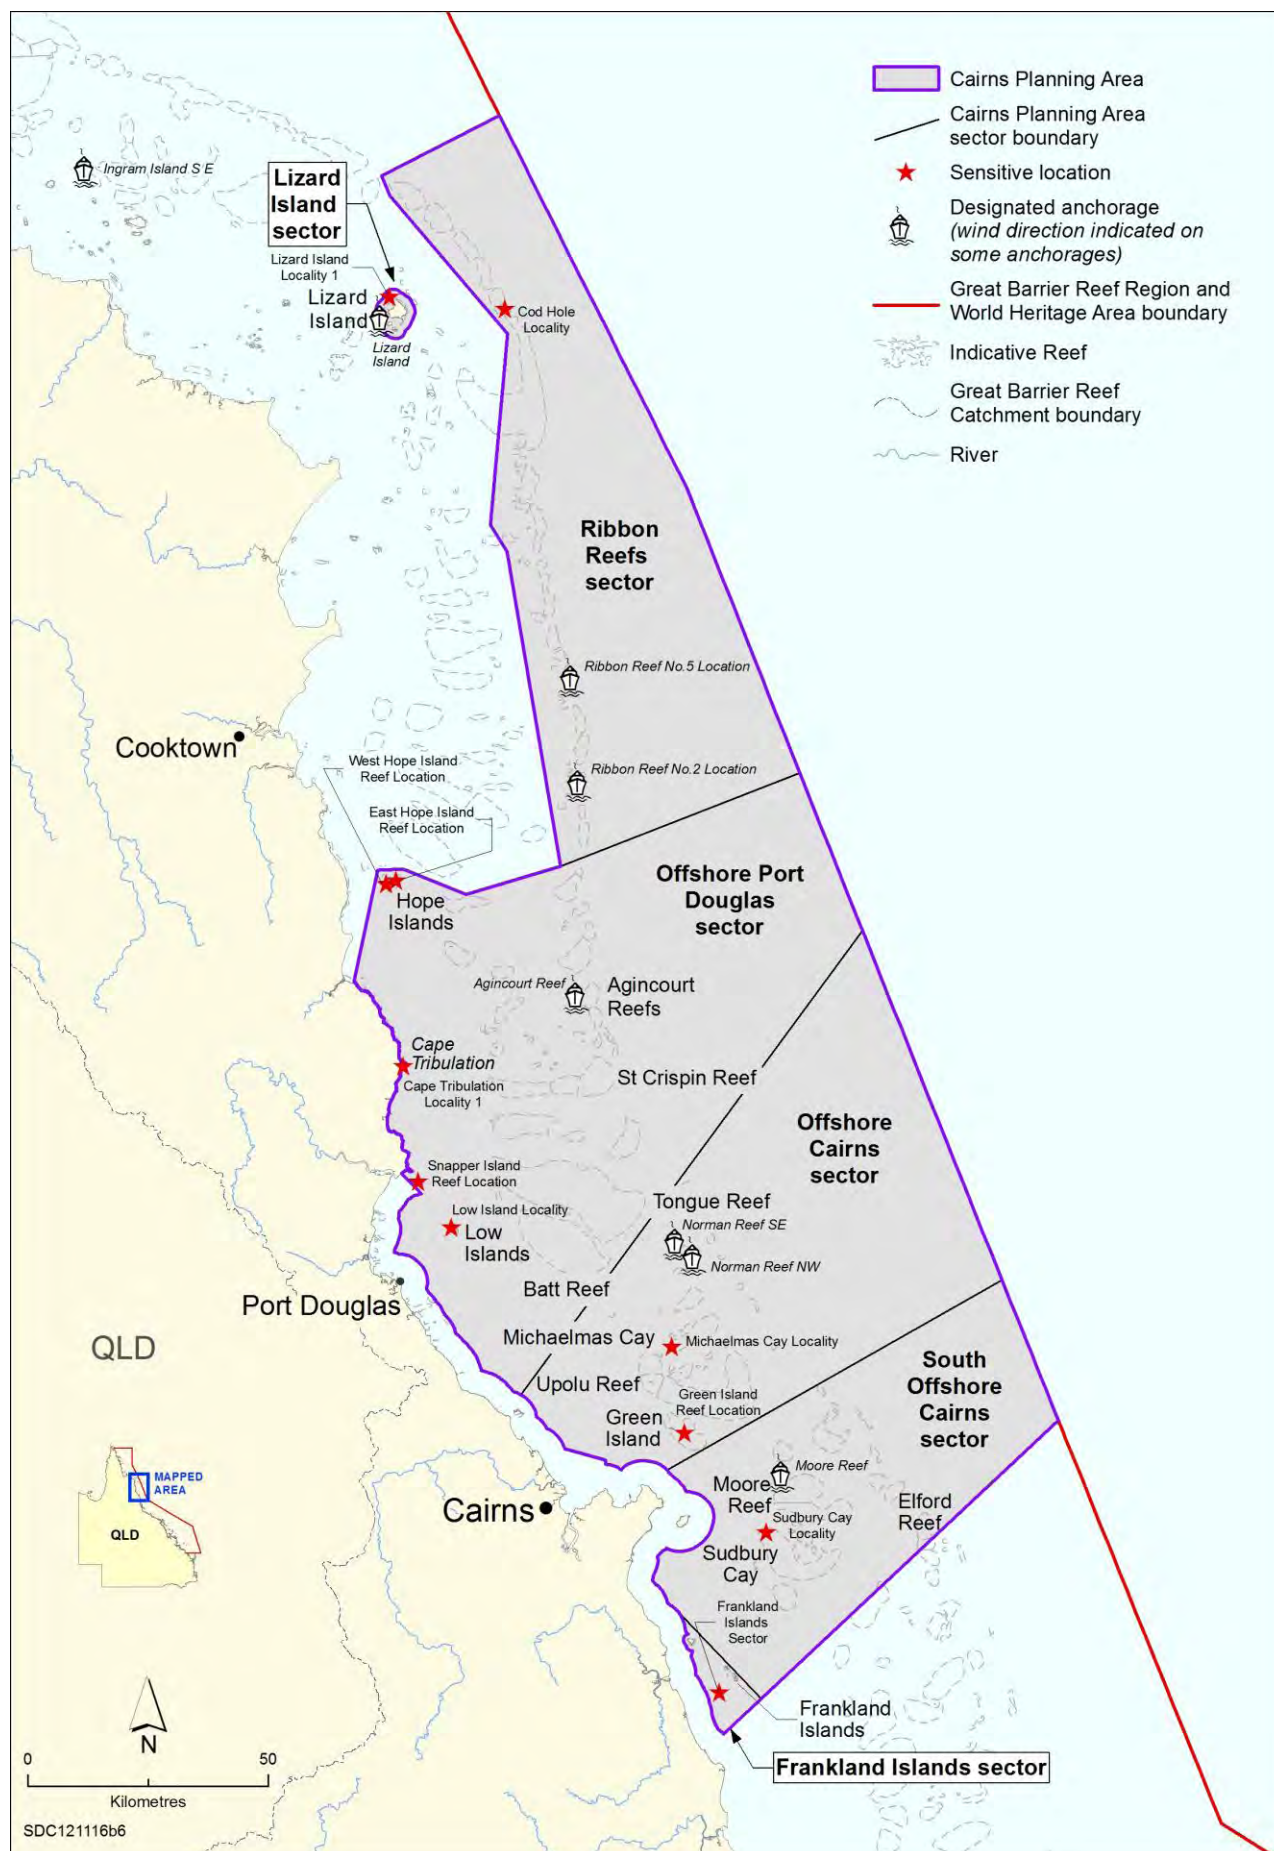 Cairns Planning Area
Cairns Planning Area
sector boundary
Sensitive location
Designated anchorage
(wind direction indicated on
some anchorages)
Great Barrier Reef Region and
World Heritage Area boundary
Indicative Reef
Great Barrier Reef
Catchment boundary
River
Ingram Island S E
Lizard
Island
sector
Lizard Island
Locality 1
Lizard
Island
Lizard
Island
Cod Hole
Locality
Ribbon
Reefs
sector
Ribbon Reef No.5 Location
Cooktown
West Hope Island
Reef Location
Ribbon Reef No.2 Location
East Hope Island
Reef Location
Hope
Islands
Offshore Port
Douglas
sector
Agincourt Reef
Agincourt
Reefs
Cape
Tribulation
Cape Tribulation
Locality 1
St Crispin Reef
Offshore
Cairns
sector
Snapper Island
Reef Location
Low Island Locality
Low
Islands
Tongue Reef
Norman Reef SE
Norman Reef NW
Batt Reef
Port Douglas
QLD
Michaelmas Cay
Michaelmas Cay Locality
Upolu Reef
Green Island
Reef Location
Green
Island
South
Offshore
Cairns
sector
Moore Reef
Moore
Reef
Elford
Reef
Cairns
Sudbury Cay
Locality
Sudbury
Cay
MAPPED
AREA
QLD
Frankland
Islands
Sector
Frankland
Islands
Frankland Islands sector
N
0
50
Kilometres
SDC121116b6